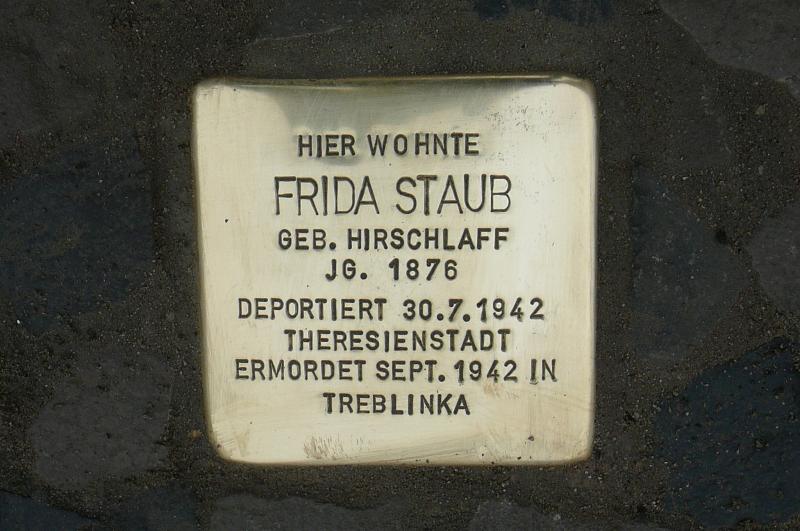 HIER WOHNTE
FRIDA STAUB
GEB. HIRSCHLAFF
JG. 1876
DEPORTIERT 30.7.1942
THERESIENSTADT
ERMORDET SEPT. 1942 IN
TREBLINKA